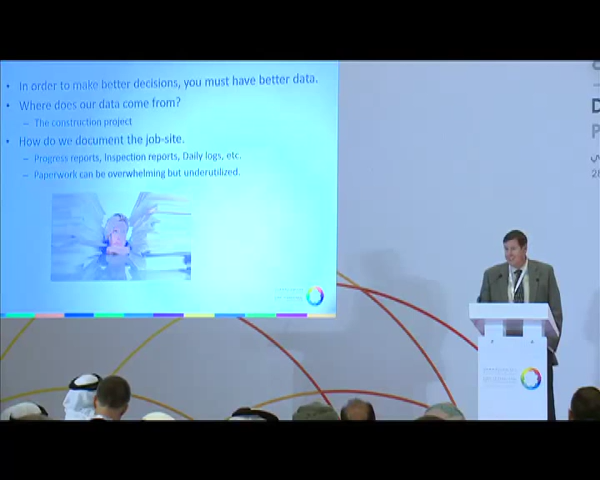 • In order to make better decisions, you must have better data.
• Where does our data come from?
– The construction project
• How do we document the job-site.
– Progress reports, Inspection reports, Daily logs, etc.
– Paperwork can be overwhelming but underutilized.